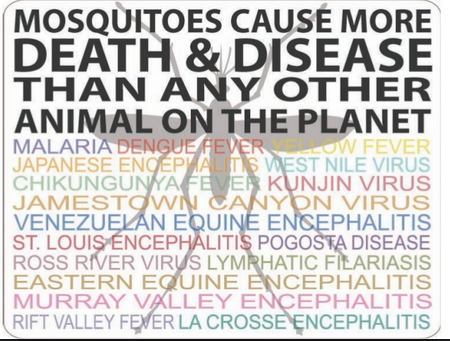 MOSQUITOES CAUSE MORE
DEATH & DISEASE
THAN ANY OTHER
ANIMAL ON THE PLANET
MALARIA DENGUE FEVER YELLOW FEVER
JAPANESE ENCEPHALITIS WEST NILE VIRUS
CHIKUNGUNYA FEVER KUNJIN VIRUS
JAMESTOWN CANYON VIRUS
VENEZUELAN EQUINE ENCEPHALITIS
ST. LOUIS ENCEPHALITIS POGOSTA DISEASE
ROSS RIVER VIRUS LYMPHATIC FILARIASIS
EASTERN EQUINE ENCEPHALITIS
MURRAY VALLEY ENCEPHALITIS
RIFT VALLEY FEVER LA CROSSE ENCEPHALITIS